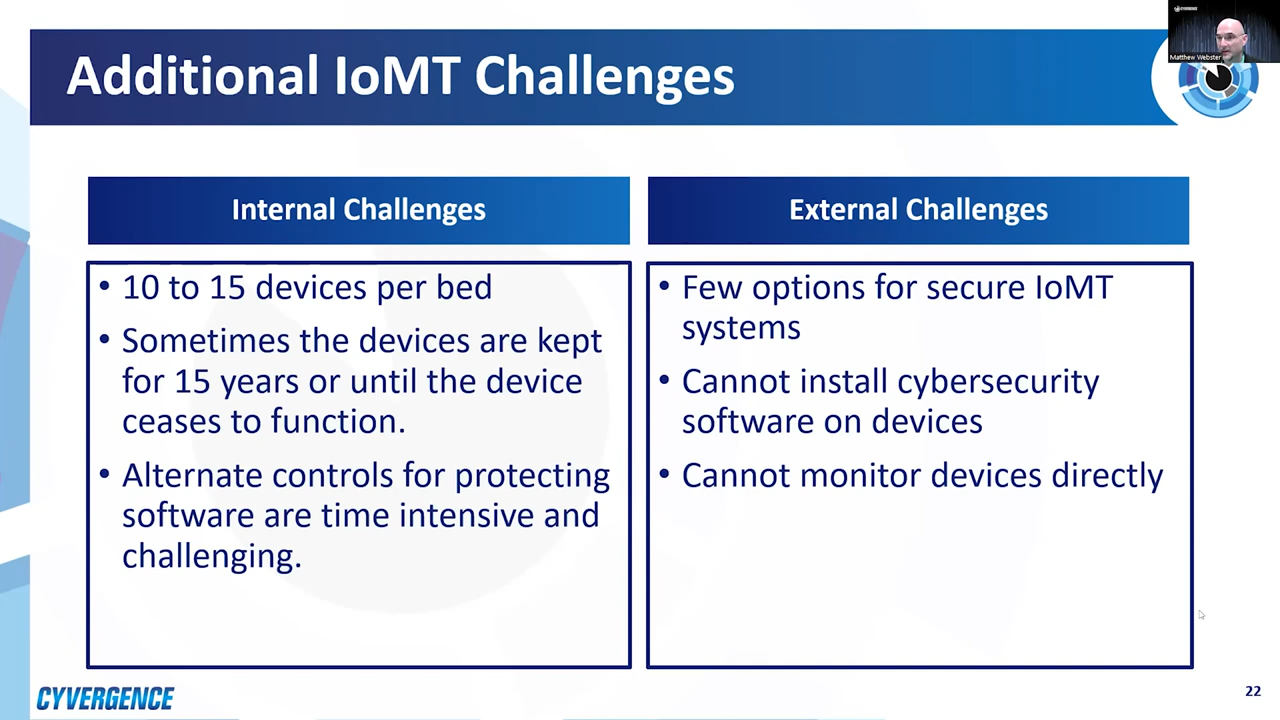 CYVERGENCE
Matthew Webster
Additional IoMT Challenges
Internal Challenges
• 10 to 15 devices per bed
• Sometimes the devices are kept
for 15 years or until the device
ceases to function.
• Alternate controls for protecting
software are time intensive and
challenging.
External Challenges
• Few options for secure IoMT
systems
• Cannot install cybersecurity
software on devices
• Cannot monitor devices directly
CYVERGENCE
22